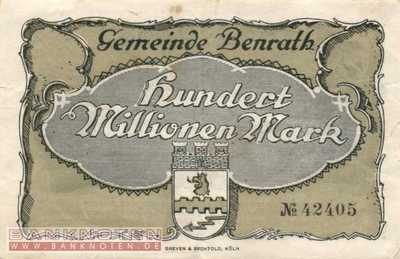 Gemeinde Benrath
Hundert
Millionen Mark
№ 42405
BANKNOTEN
WWW.BANKNOTEN.DE
GREVEN & BECHTOLD, KÖLN